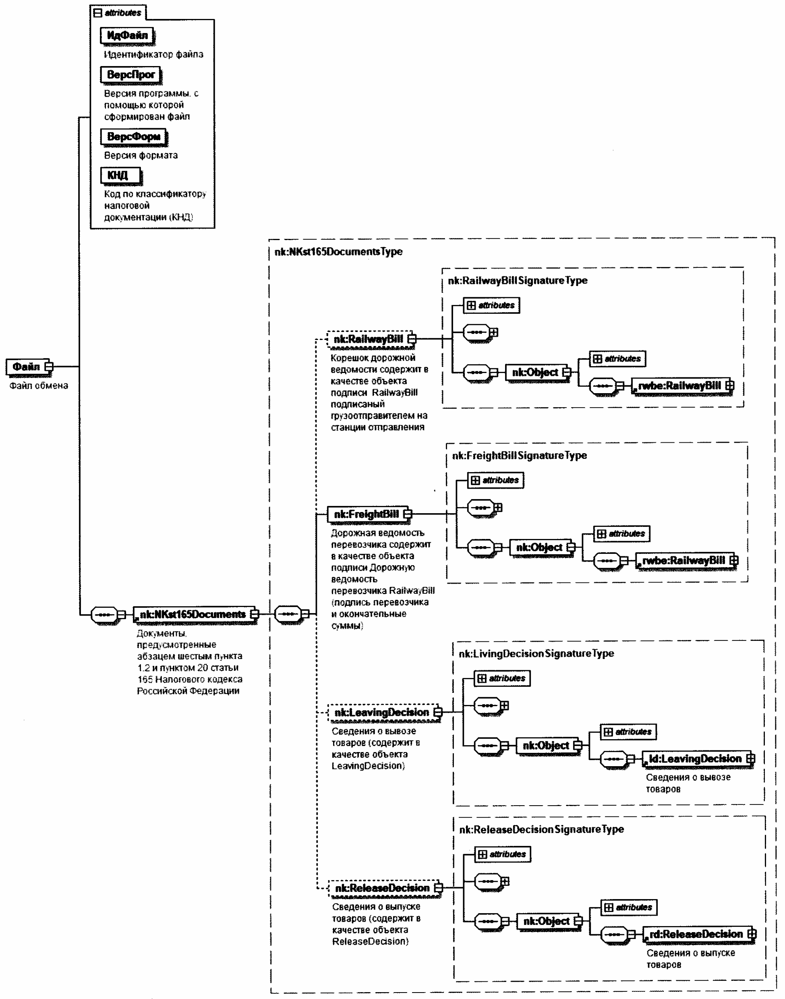 attributes
ИдФайл
Идентификатор файла
ВерсПрог
Версия программы, с
помощью которой
сформирован файл
ВерсФорм
Версия формата
КНД
Код по классификатору
налоговой
документации (КНД)
Файл
Файл обмена
nk:NKst165Documents
Документы,
предусмотренные
абзацем шестым пункта
1.2 и пунктом 20 статьи
165 Налогового кодекса
Российской Федерации
nk:NKst165DocumentsType
nk:RailwayBillSignatureType
attributes
nk:RailwayBill
Корешок дорожной
ведомости содержит в
качестве объекта
подписи RailwayBill
подписаный
грузоотправителем на
станции отправления
nk:Object
attributes
rwbe:RailwayBill
nk:FreightBillSignatureType
attributes
nk:FreightBill
Дорожная ведомость
перевозчика содержит
в качестве объекта
подписи Дорожную
ведомость
перевозчика RailwayBill
(подпись перевозчика
и окончательные
суммы)
nk:Object
attributes
rwbe:RailwayBill
nk:LivingDecisionSignatureType
attributes
nk:LeavingDecision
Сведения о вывозе
товаров (содержит в
качестве объекта
LeavingDecision)
nk:Object
attributes
ld:LeavingDecision
Сведения о вывозе
товаров
nk:ReleaseDecisionSignatureType
attributes
nk:ReleaseDecision
Сведения о выпуске
товаров (содержит в
качестве объекта
ReleaseDecision)
nk:Object
attributes
rd:ReleaseDecision
Сведения о выпуске
товаров